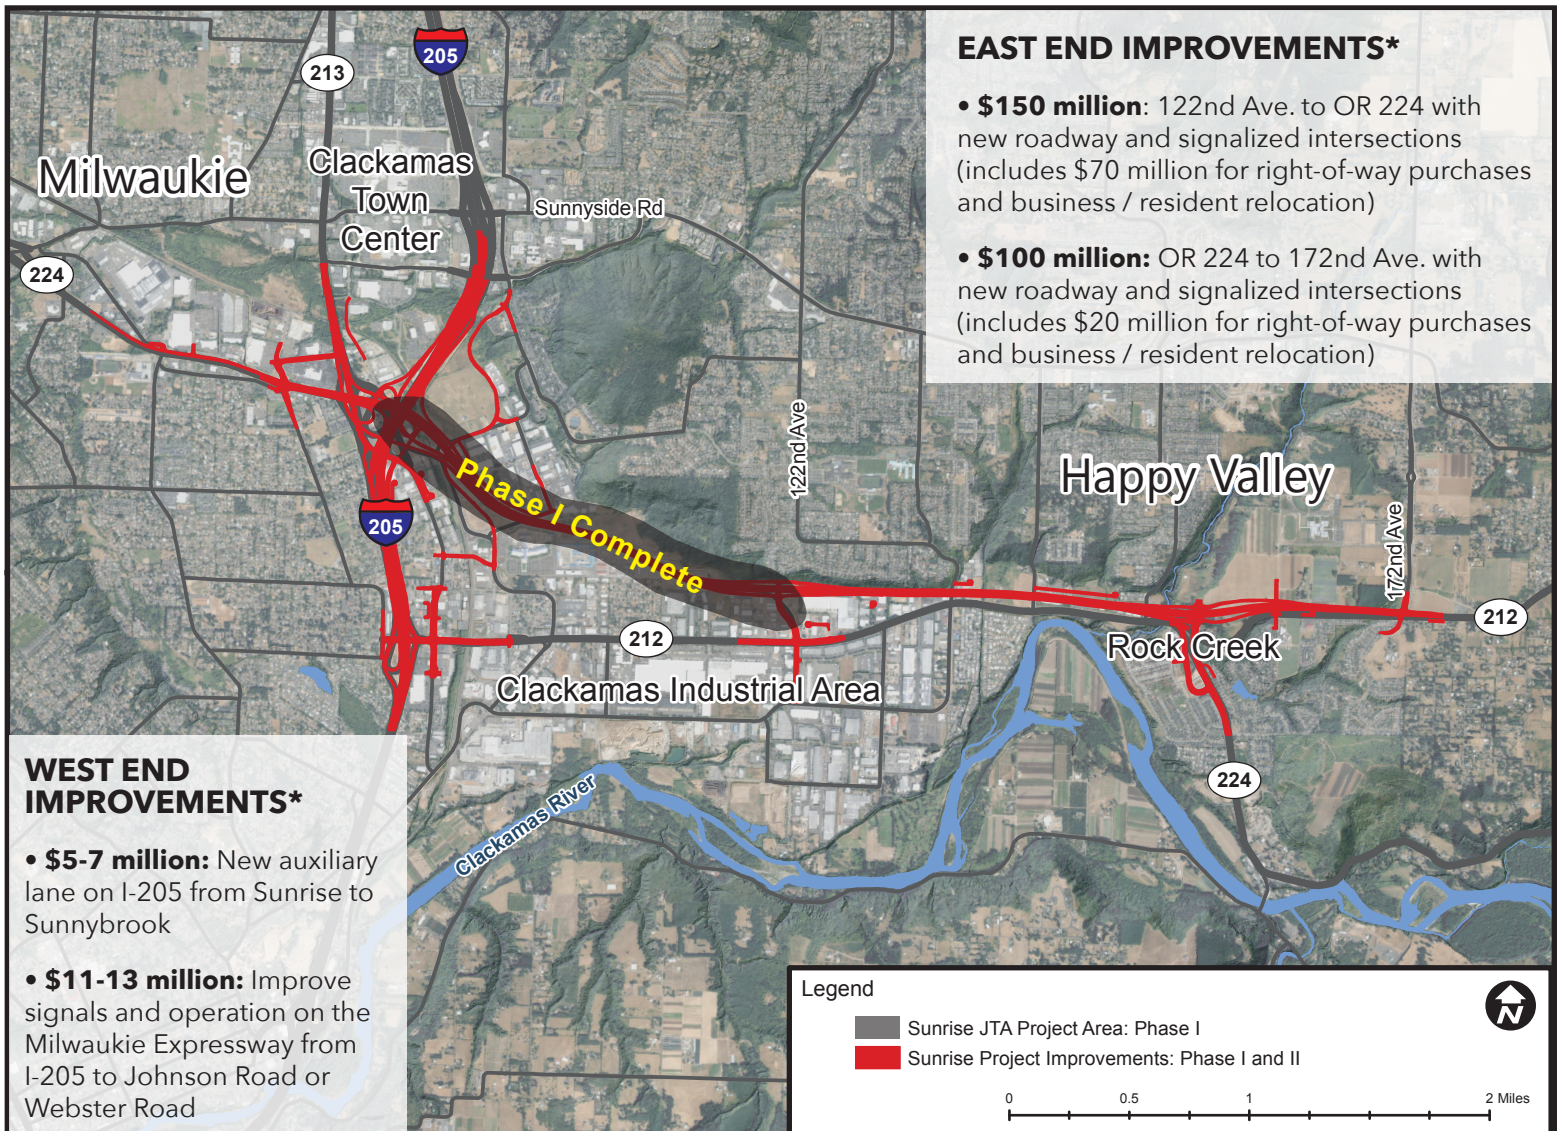 EAST END IMPROVEMENTS*
• $150 million: 122nd Ave. to OR 224 with
new roadway and signalized intersections
(includes $70 million for right-of-way purchases
and business / resident relocation)
• $100 million: OR 224 to 172nd Ave. with
new roadway and signalized intersections
(includes $20 million for right-of-way purchases
and business / resident relocation)
205
213
Milwaukie
Clackamas
Town
Center
Sunnyside Rd
224
122nd Ave
Happy Valley
Phase I Complete
205
172nd Ave
212
212
Rock Creek
Clackamas Industrial Area
224
Clackamas River
WEST END
IMPROVEMENTS*
• $5-7 million: New auxiliary
lane on I-205 from Sunrise to
Sunnybrook
• $11-13 million: Improve
signals and operation on the
Milwaukie Expressway from
I-205 to Johnson Road or
Webster Road
Legend
N
Sunrise JTA Project Area: Phase I
Sunrise Project Improvements: Phase I and II
0 0.5 1 2 Miles